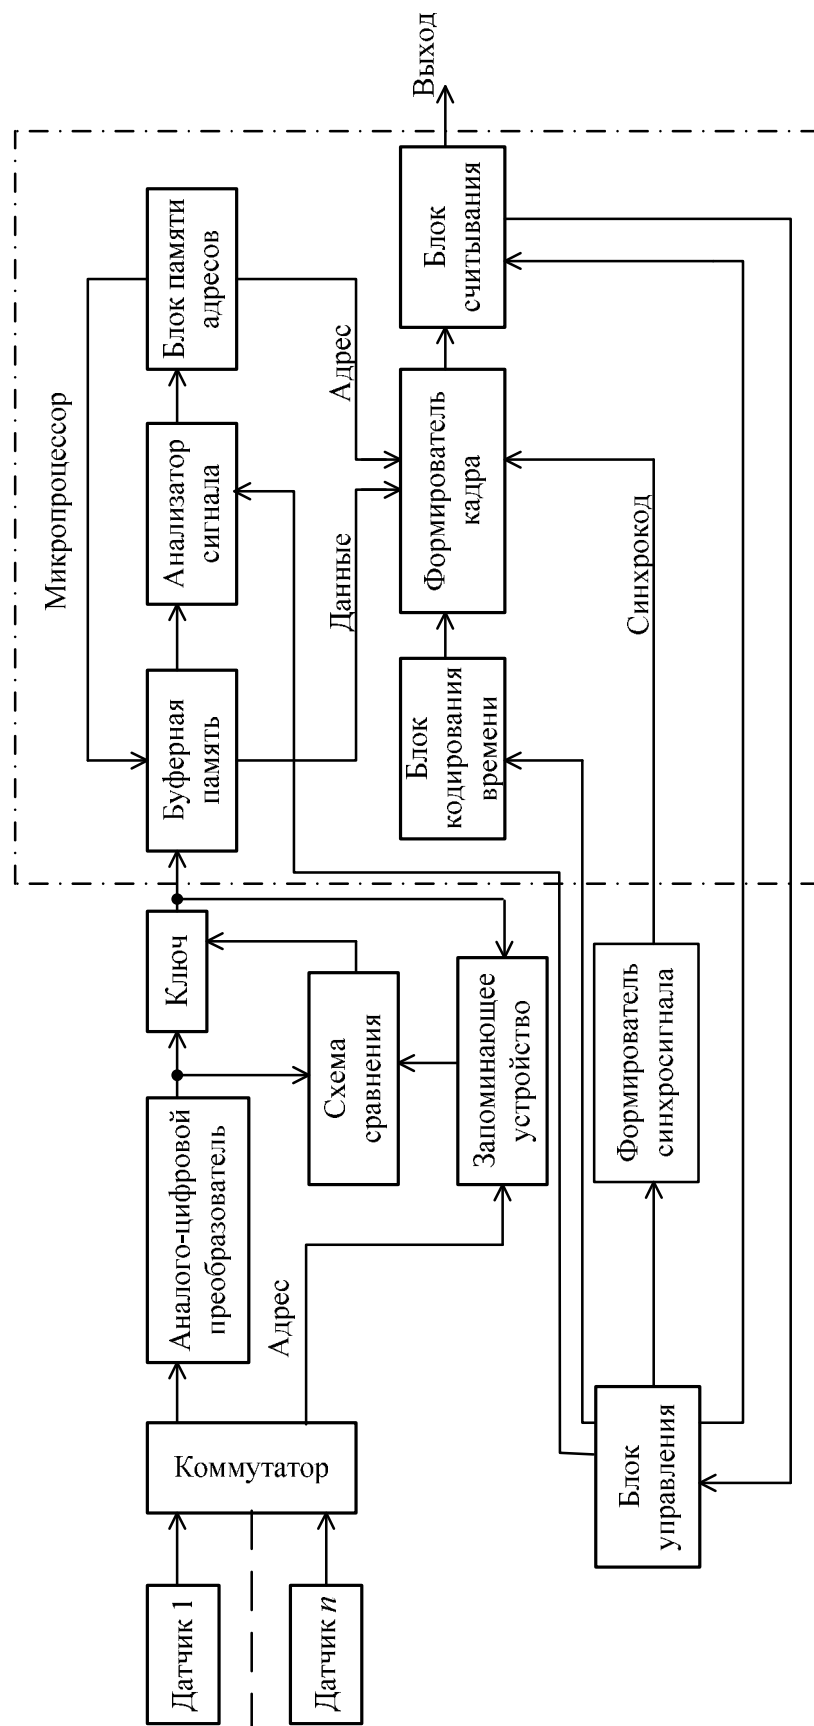 Датчик 1
Датчик n
Коммутатор
Аналого-цифровой
преобразователь
Адрес
Ключ
Схема
сравнения
Запоминающее
устройство
Блок
управления
Формирователь
синхросигнала
Микропроцессор
Буферная
память
Анализатор
сигнала
Блок памяти
адресов
Данные
Адрес
Блок
кодирования
времени
Формирователь
кадра
Блок
считывания
Синхрокод
Выход